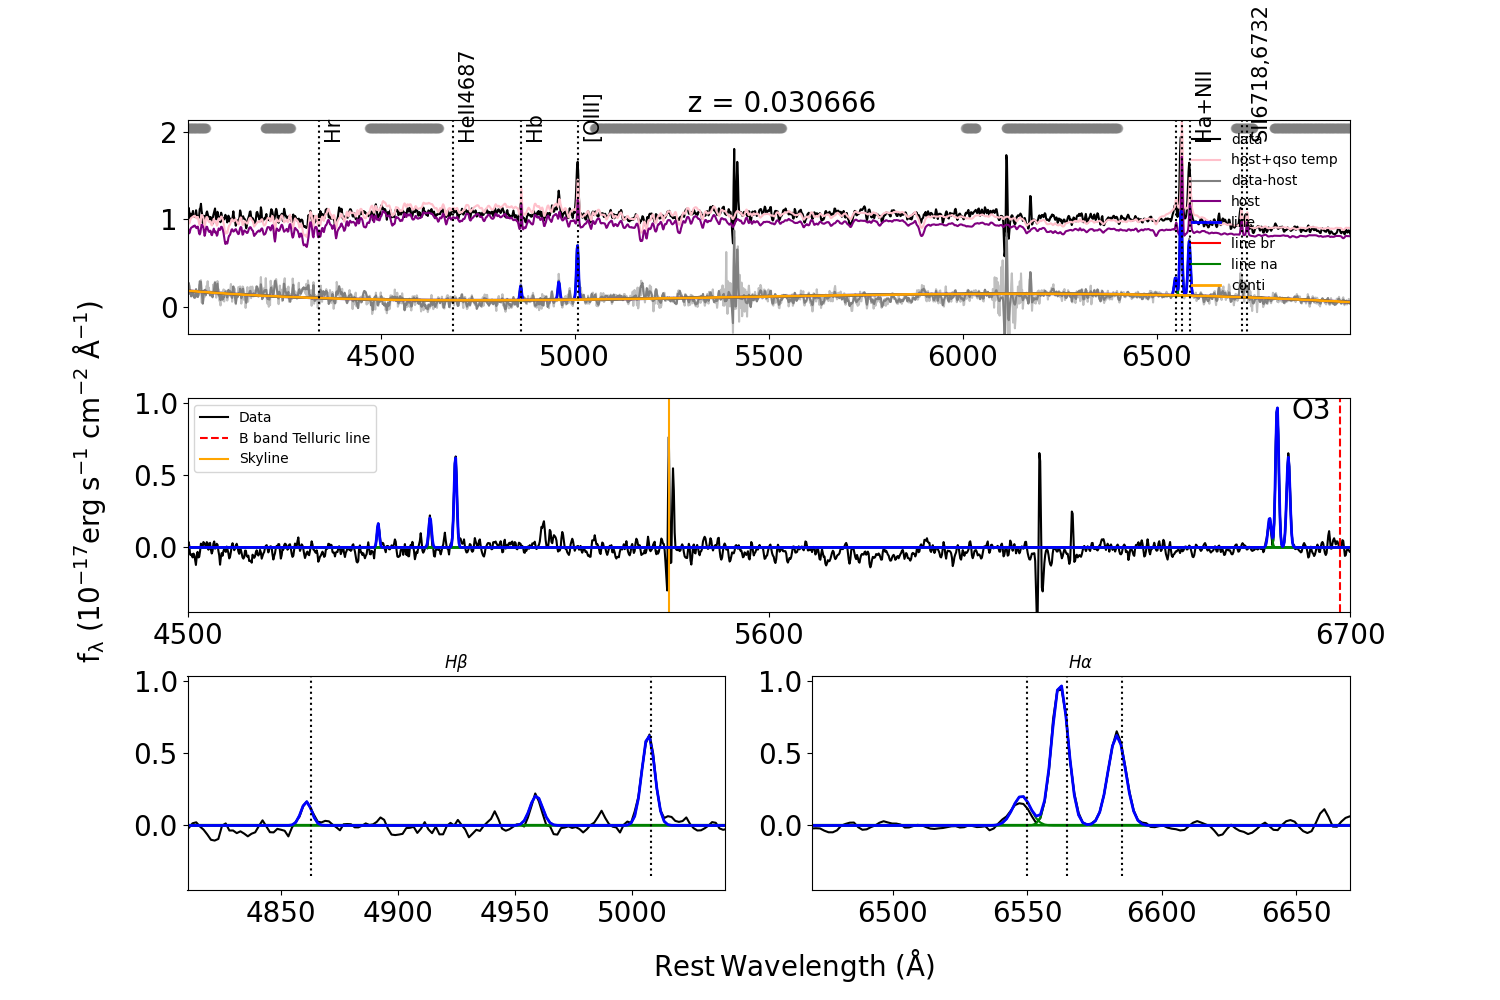 z = 0.030666
Hr
HeII4687
Hb
[OIII]
Ha+NII
SII6718,6732
data
host+qso temp
data-host
host
line
line br
line na
conti
2
1
0
4500 5000 5500 6000 6500
fλ (10−17erg s−1 cm−2 Å−1)
Data
B band Telluric line
Skyline
O3
1.0
0.5
0.0
4500 5600 6700
Hβ
1.0
0.5
0.0
4850 4900 4950 5000
Hα
1.0
0.5
0.0
6500 6550 6600 6650
Rest Wavelength (Å)